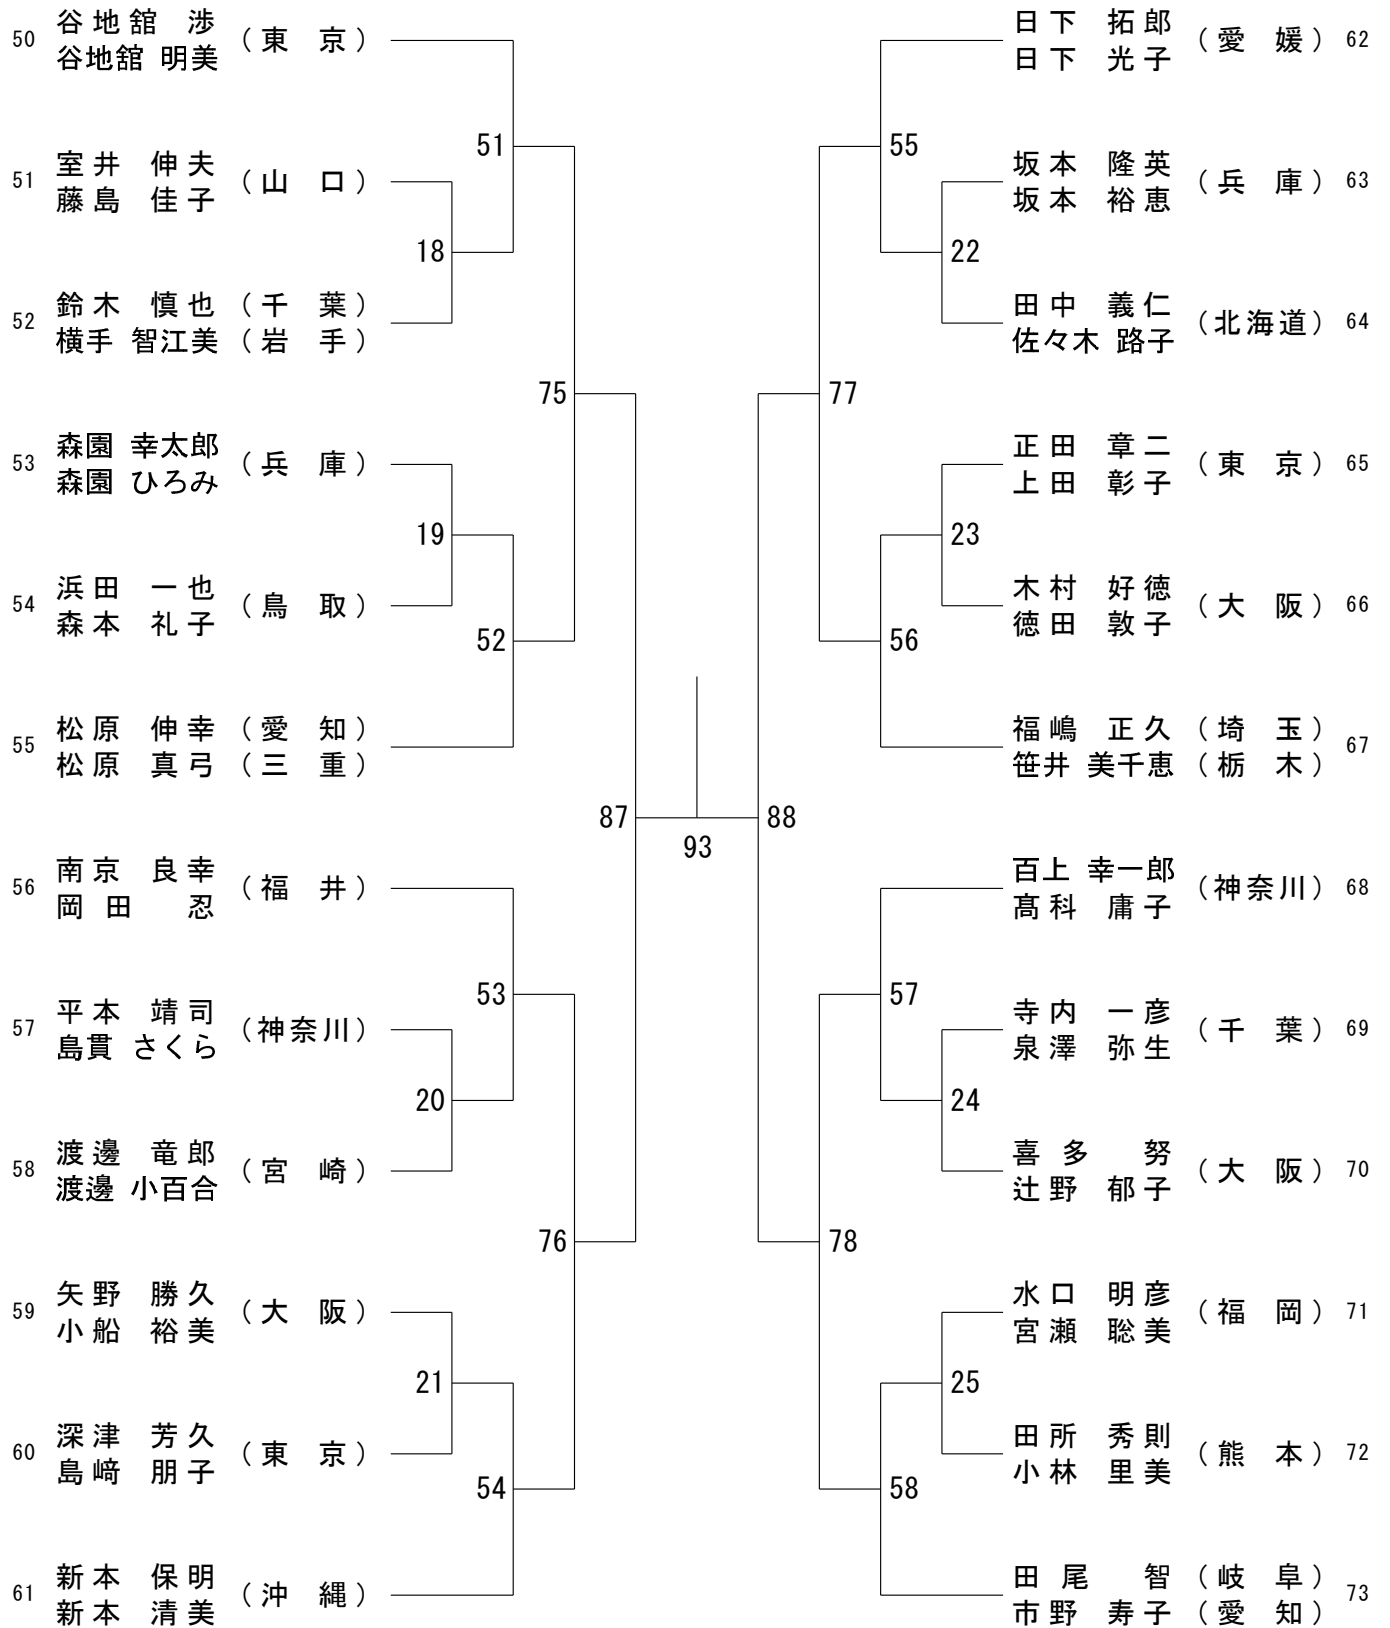 50 谷地舘 渉 (東 京)
谷地舘 明美
51 室井 伸夫 (山 口)
藤島 佳子
52 鈴木 慎也 (千 葉)
横手 智江美 (岩 手)
53 森園 幸太郎 (兵 庫)
森園 ひろみ
54 浜田 一也 (鳥 取)
森本 礼子
55 松原 伸幸 (愛 知)
松原 真弓 (三 重)
56 南京 良幸 (福 井)
岡田 忍
57 平本 靖司 (神奈川)
島貫 さくら
58 渡邊 竜郎 (宮 崎)
渡邊 小百合
59 矢野 勝久 (大 阪)
小船 裕美
60 深津 芳久 (東 京)
島﨑 朋子
61 新本 保明 (沖 縄)
新本 清美
51
18
75
19
52
87
53
20
76
21
54
93
88
55
22
77
23
56
57
24
78
25
58
日下 拓郎 (愛 媛) 62
日下 光子
坂本 隆英 (兵 庫) 63
坂本 裕恵
田中 義仁 (北海道) 64
佐々木 路子
正田 章二 (東 京) 65
上田 彰子
木村 好徳 (大 阪) 66
徳田 敦子
福嶋 正久 (埼 玉) 67
笹井 美千恵 (栃 木)
百上 幸一郎 (神奈川) 68
髙科 庸子
寺内 一彦 (千 葉) 69
泉澤 弥生
喜多 努 (大 阪) 70
辻野 郁子
水口 明彦 (福 岡) 71
宮瀬 聡美
田所 秀則 (熊 本) 72
小林 里美
田尾 智 (岐 阜) 73
市野 寿子 (愛 知)